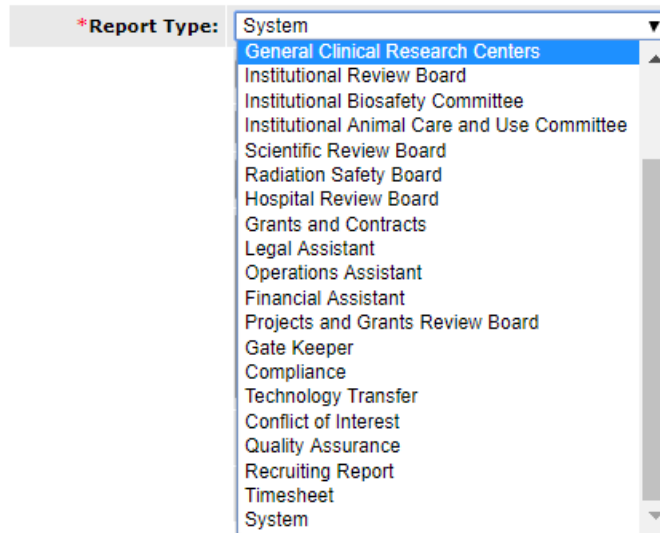 *Report Type: System
General Clinical Research Centers
Institutional Review Board
Institutional Biosafety Committee
Institutional Animal Care and Use Committee
Scientific Review Board
Radiation Safety Board
Hospital Review Board
Grants and Contracts
Legal Assistant
Operations Assistant
Financial Assistant
Projects and Grants Review Board
Gate Keeper
Compliance
Technology Transfer
Conflict of Interest
Quality Assurance
Recruiting Report
Timesheet
System